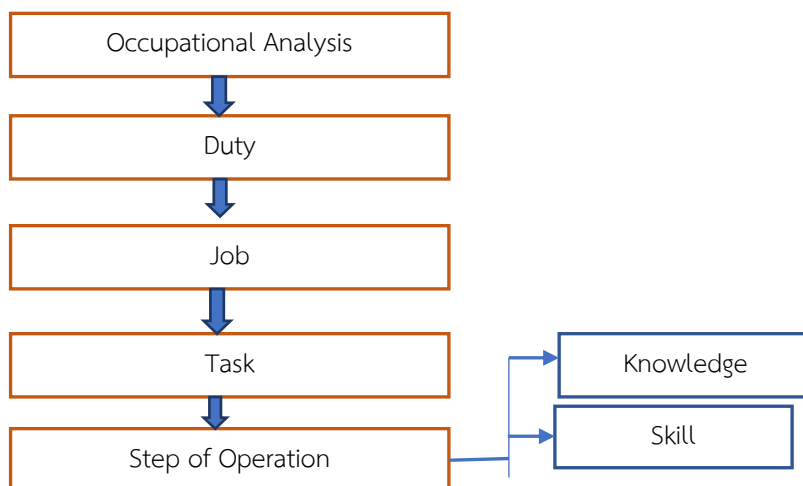 Occupational Analysis
Duty
Job
Task
Knowledge
Skill
Step of Operation